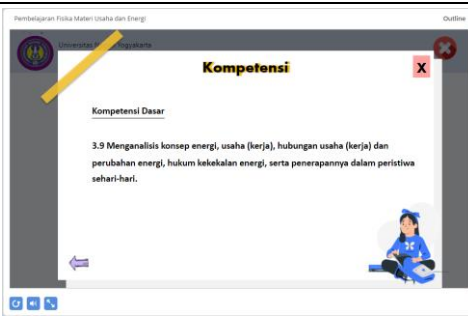 Pembelajaran Fisika Materi Usaha dan Energi
Outline
Universitas Yogyakarta
Kompetensi
X
Kompetensi Dasar
3.9 Menganalisis konsep energi, usaha (kerja), hubungan usaha (kerja) dan
perubahan energi, hukum kekekalan energi, serta penerapannya dalam peristiwa
sehari-hari.